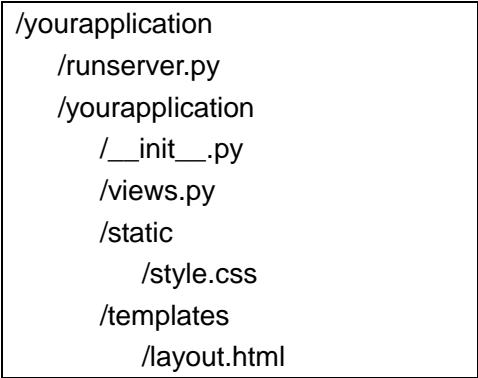 /yourapplication
/runserver.py
/yourapplication
/__init__.py
/views.py
/static
/style.css
/templates
/layout.html